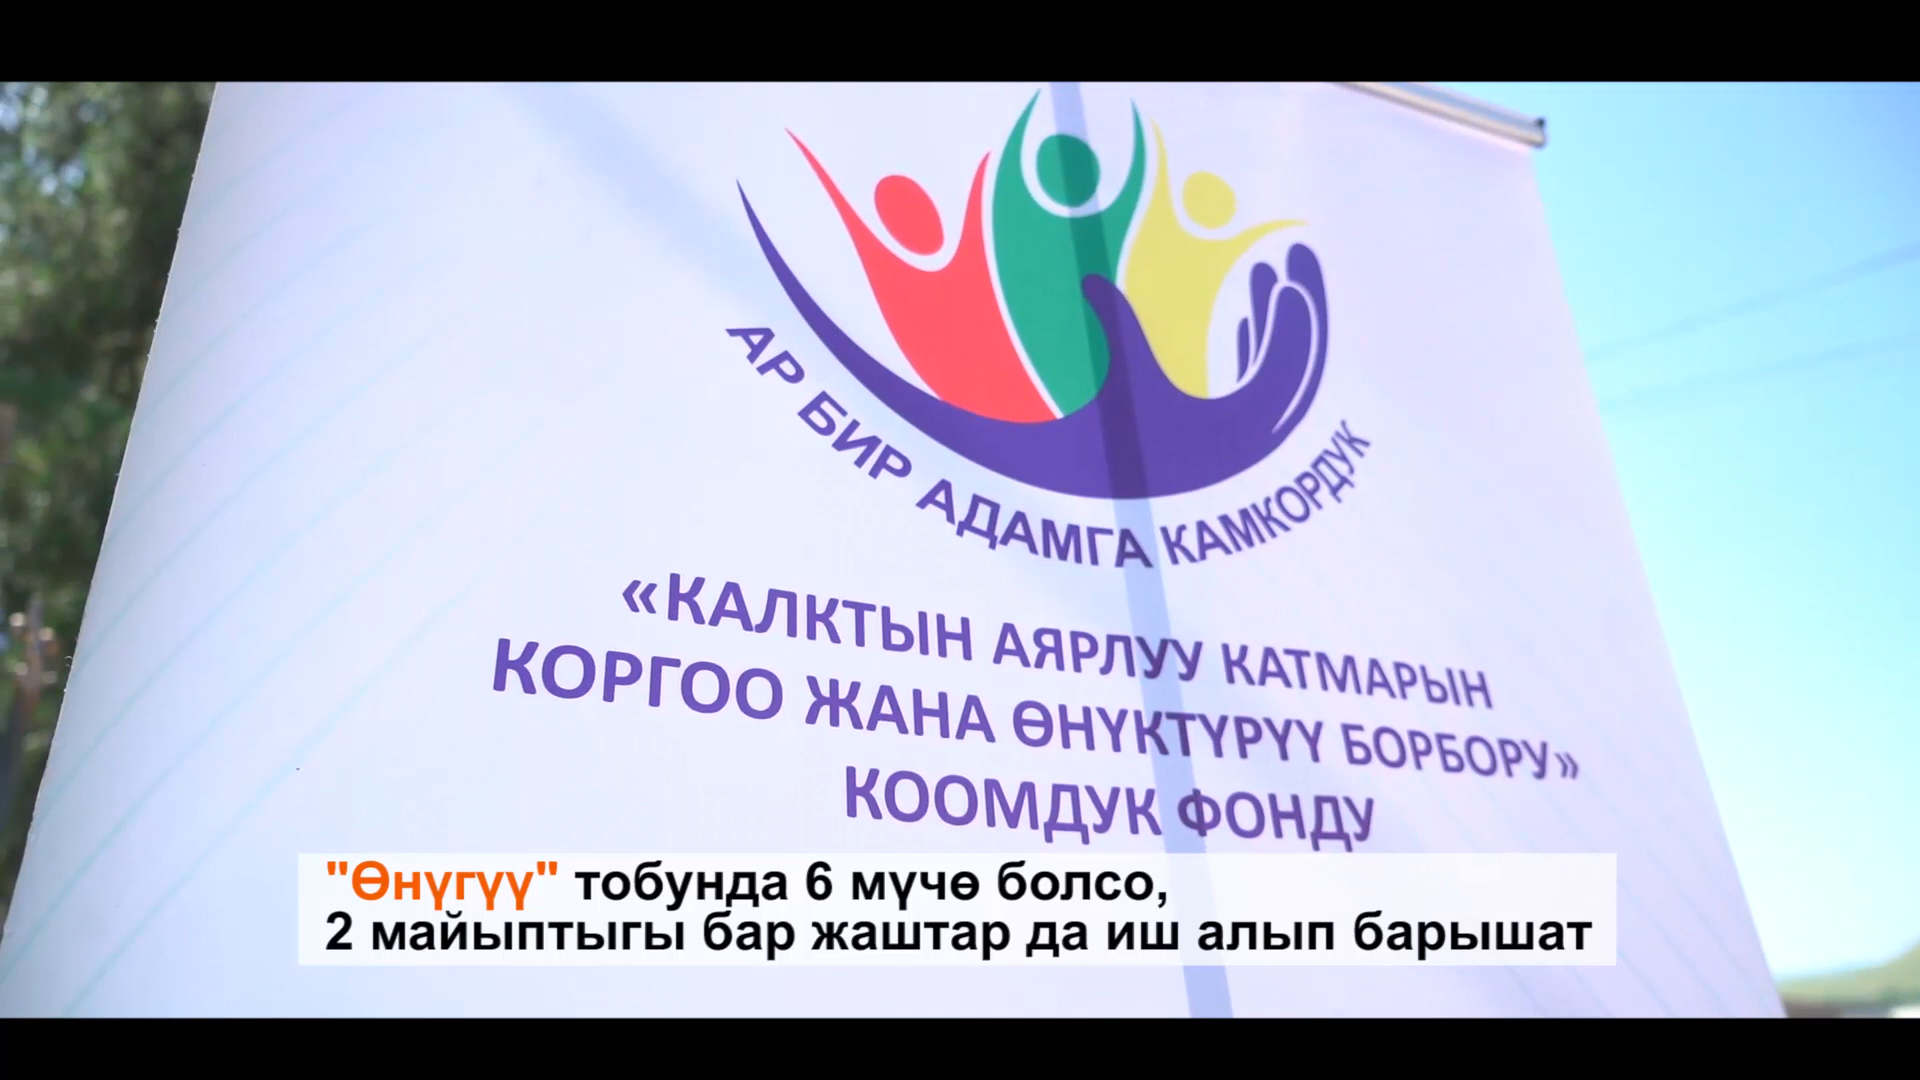 АР БИР АДАМГА КАМКОРДУК
«КАЛКТЫН АЯРЛУУ КАТМАРЫН
КОРГОО ЖАНА ӨНҮКТҮРҮҮ БОРБОРУ»
КООМДУК ФОНДУ
"Өнүгүү" тобунда 6 мүчө болсо,
2 майыптыгы бар жаштар да иш алып барышат